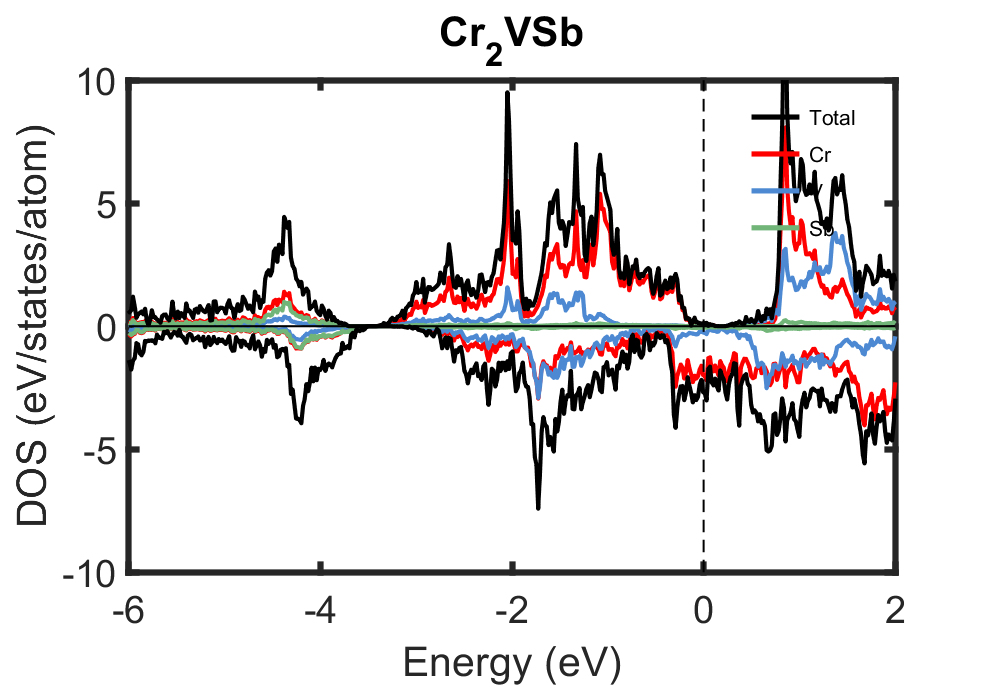 Cr2VSb
10
5
0
-5
-10
DOS (eV/states/atom)
Total
Cr
V
Sb
-6 -4 -2 0 2
Energy (eV)